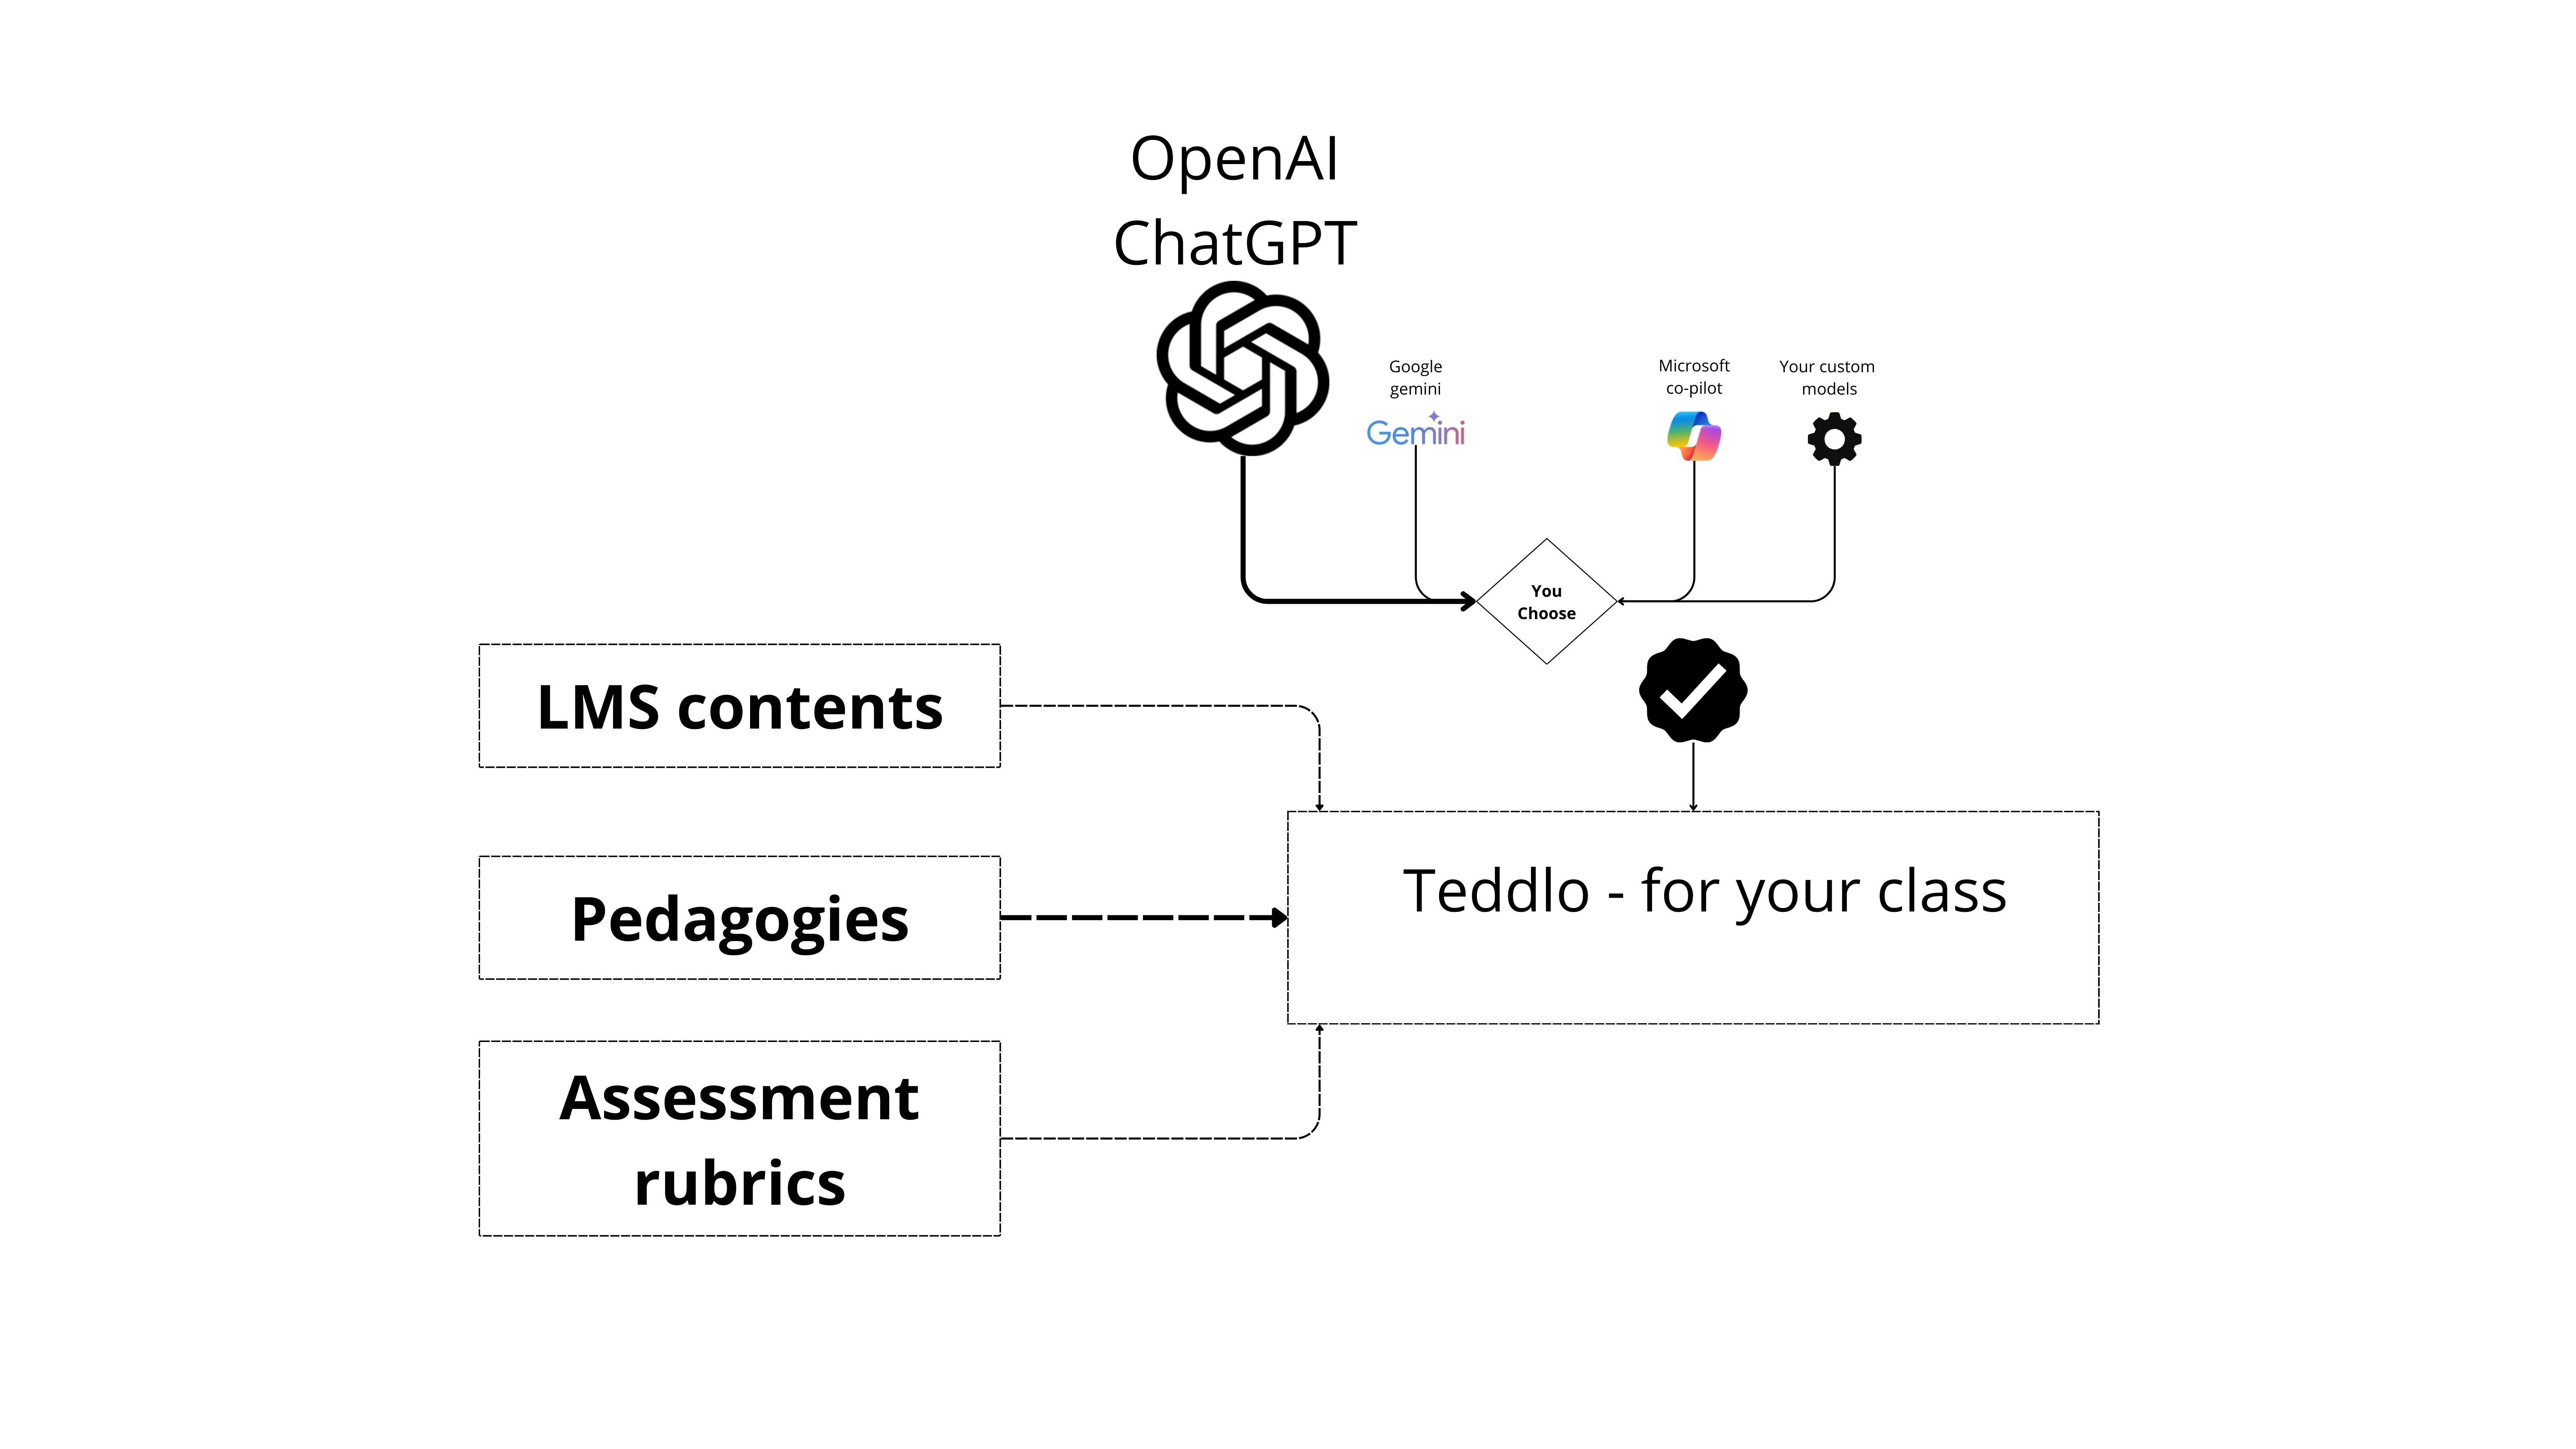 OpenAI
ChatGPT
Google
gemini
Gemini
Microsoft
co-pilot
Your custom
models
You
Choose
LMS contents
Pedagogies
Assessment
rubrics
Teddlo - for your class